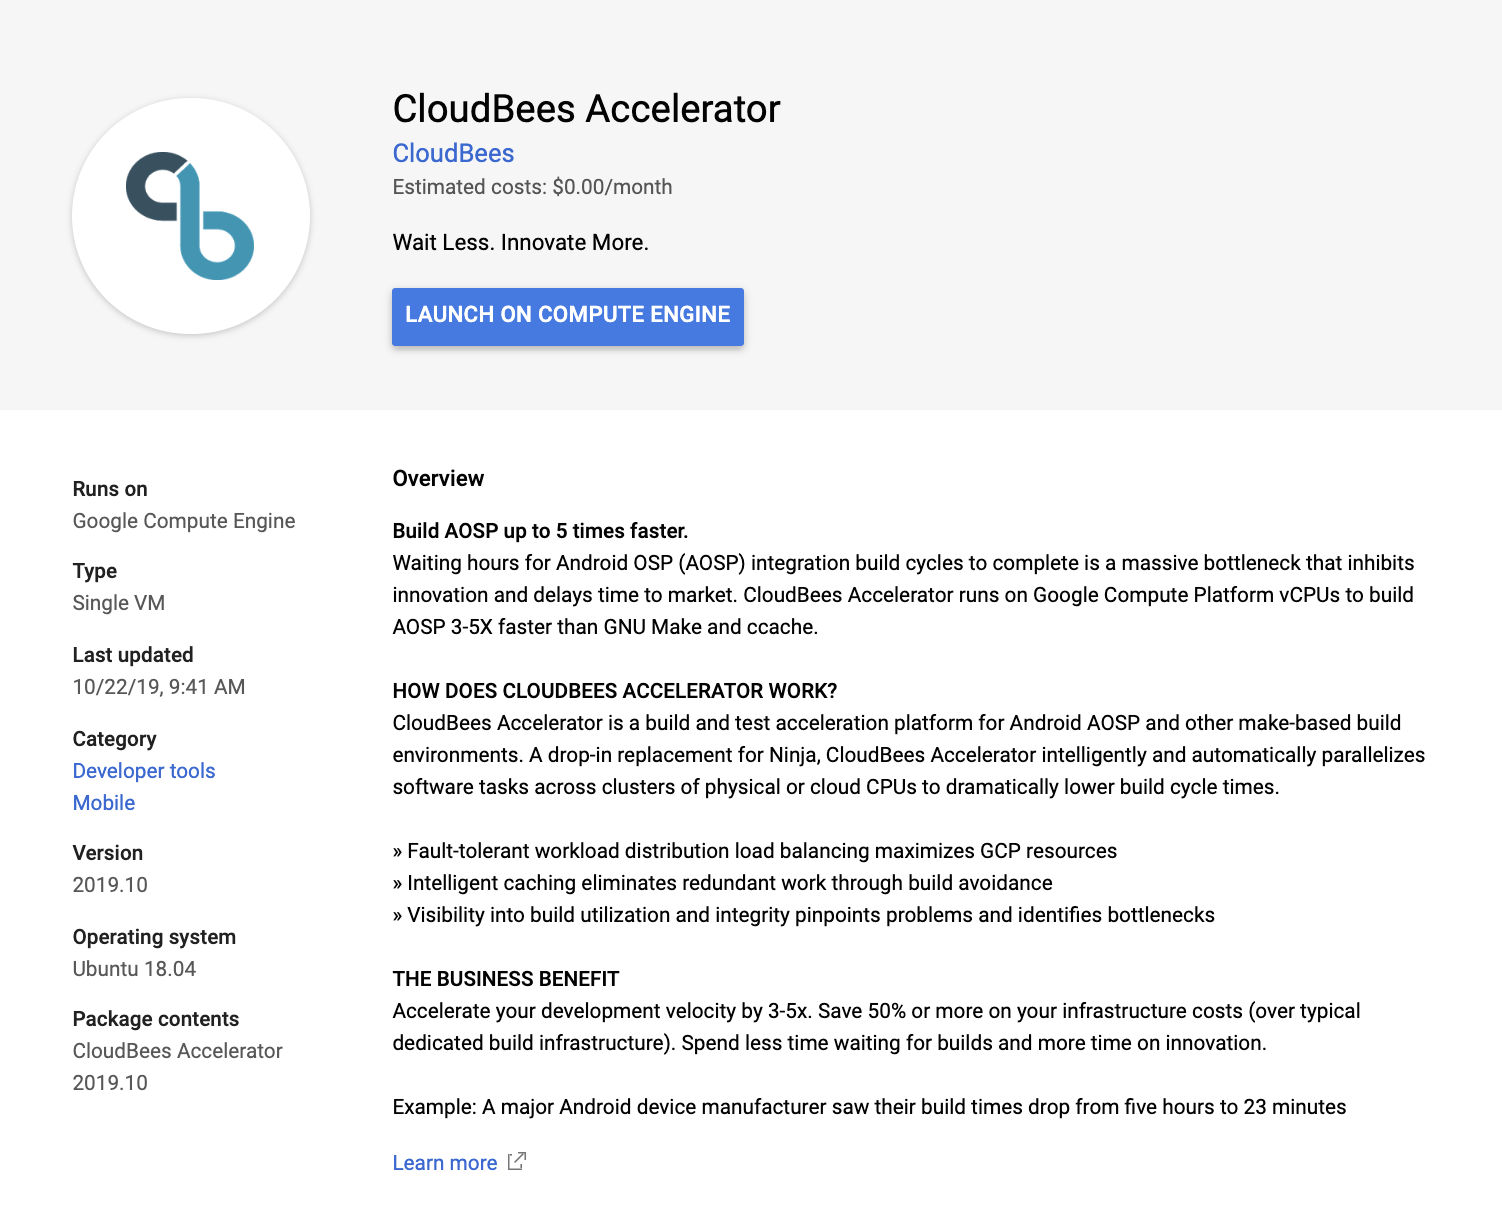 CloudBees Accelerator
CloudBees
Estimated costs: $0.00/month
Wait Less. Innovate More.
LAUNCH ON COMPUTE ENGINE
Runs on
Google Compute Engine
Type
Single VM
Last updated
10/22/19, 9:41 AM
Category
Developer tools
Mobile
Version
2019.10
Operating system
Ubuntu 18.04
Package contents
CloudBees Accelerator
2019.10
Overview
Build AOSP up to 5 times faster.
Waiting hours for Android OSP (AOSP) integration build cycles to complete is a massive bottleneck that inhibits
innovation and delays time to market. CloudBees Accelerator runs on Google Compute Platform vCPUs to build
AOSP 3-5X faster than GNU Make and ccache.
HOW DOES CLOUDBEES ACCELERATOR WORK?
CloudBees Accelerator is a build and test acceleration platform for Android AOSP and other make-based build
environments. A drop-in replacement for Ninja, CloudBees Accelerator intelligently and automatically parallelizes
software tasks across clusters of physical or cloud CPUs to dramatically lower build cycle times.
» Fault-tolerant workload distribution load balancing maximizes GCP resources
» Intelligent caching eliminates redundant work through build avoidance
» Visibility into build utilization and integrity pinpoints problems and identifies bottlenecks
THE BUSINESS BENEFIT
Accelerate your development velocity by 3-5x. Save 50% or more on your infrastructure costs (over typical
dedicated build infrastructure). Spend less time waiting for builds and more time on innovation.
Example: A major Android device manufacturer saw their build times drop from five hours to 23 minutes
Learn more